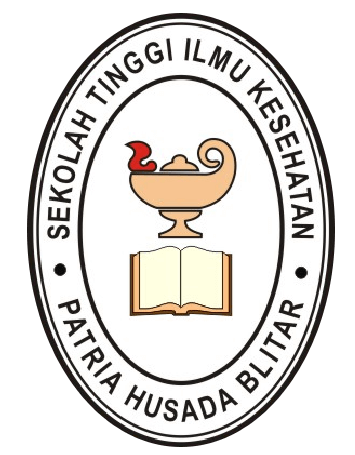 SEKOLAH TINGGI ILMU KESEHATAN
PATRIA HUSADA BLITAR